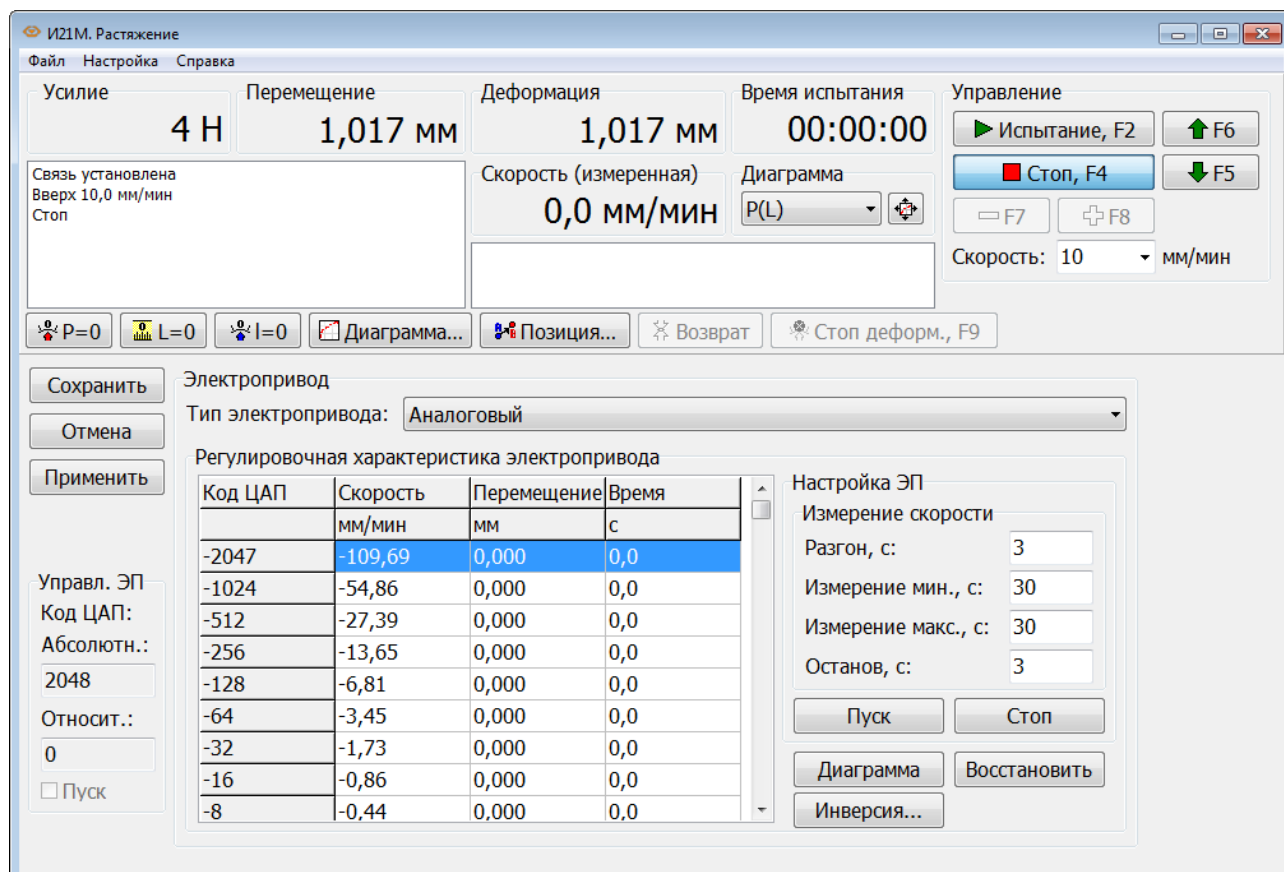 И21М. Растяжение
Файл Настройка Справка
Усилие Перемещение Деформация Время испытания Управление
4 Н 1,017 мм 1,017 мм 00:00:00 Испытание, F2 F6
Связь установлена
Вверх 10,0 мм/мин
Стоп
Скорость (измеренная) Диаграмма Стоп, F4 F5
0,0 мм/мин P(L) F7 F8
Скорость: 10 мм/мин
P=0 L=0 l=0 Диаграмма... Позиция... Возврат Стоп деформ., F9
Сохранить
Отмена
Применить
Управл. ЭП
Код ЦАП:
Абсолютн.:
2048
Относит.:
0
Пуск
Электропривод
Тип электропривода: Аналоговый
Регулировочная характеристика электропривода
Код ЦАП Скорость Перемещение Время
мм/мин мм с
-2047 -109,69 0,000 0,0
-1024 -54,86 0,000 0,0
-512 -27,39 0,000 0,0
-256 -13,65 0,000 0,0
-128 -6,81 0,000 0,0
-64 -3,45 0,000 0,0
-32 -1,73 0,000 0,0
-16 -0,86 0,000 0,0
-8 -0,44 0,000 0,0
Настройка ЭП
Измерение скорости
Разгон, с: 3
Измерение мин., с: 30
Измерение макс., с: 30
Останов, с: 3
Пуск Стоп
Диаграмма Восстановить
Инверсия...